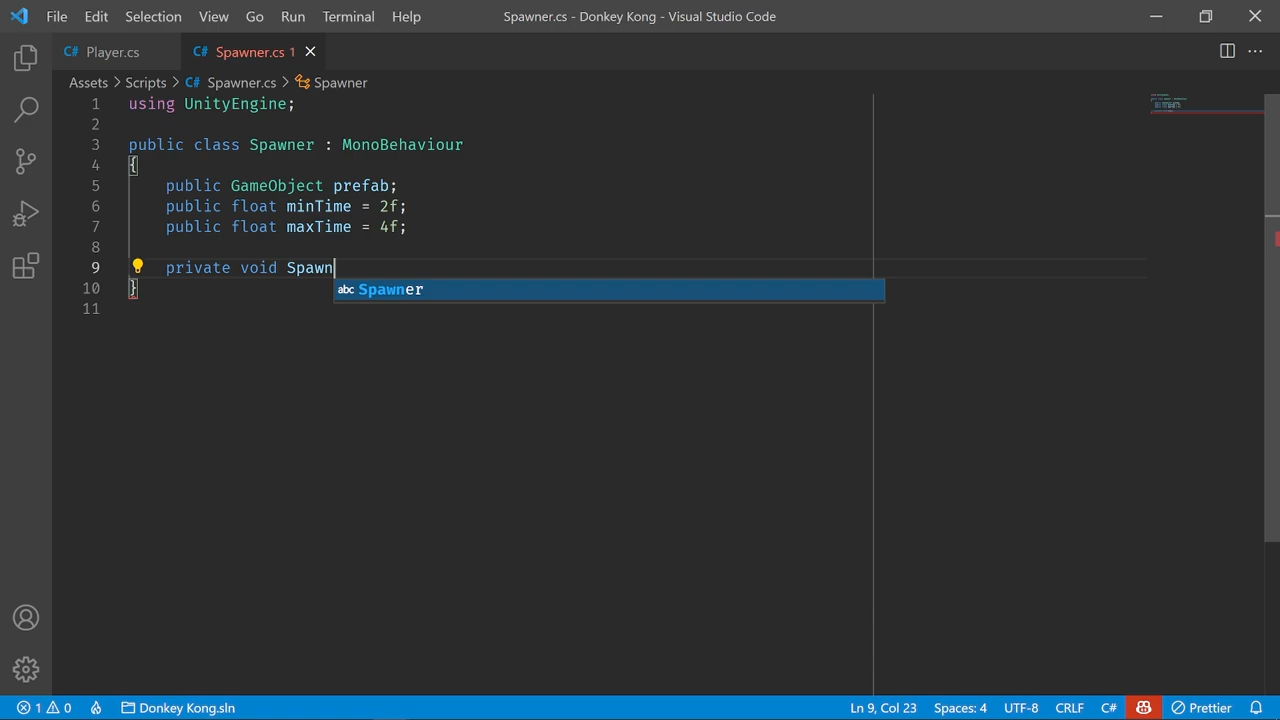 File Edit Selection View Go Run Terminal Help Spawner.cs - Donkey Kong - Visual Studio Code
C# Player.cs C# Spawner.cs 1
Assets > Scripts > C# Spawner.cs > Spawner
1 using UnityEngine;
2
3 public class Spawner : MonoBehaviour
4 {
5 public GameObject prefab;
6 public float minTime = 2f;
7 public float maxTime = 4f;
8
9 private void Spawn
abc Spawner
10 }
11
1 0 Donkey Kong.sln Ln 9, Col 23 Spaces: 4 UTF-8 CRLF C# Prettier